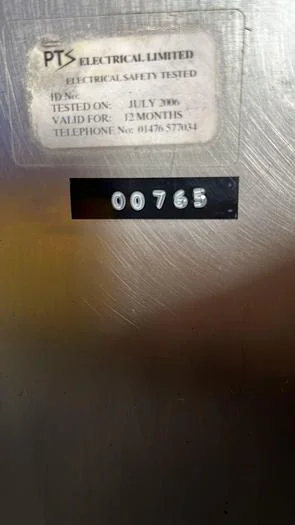 PTS ELECTRICAL LIMITED
ELECTRICAL SAFETY TESTED
ID No:
TESTED ON: JULY 2006
VALID FOR: 12 MONTHS
TELEPHONE No: 01476 577034
00765